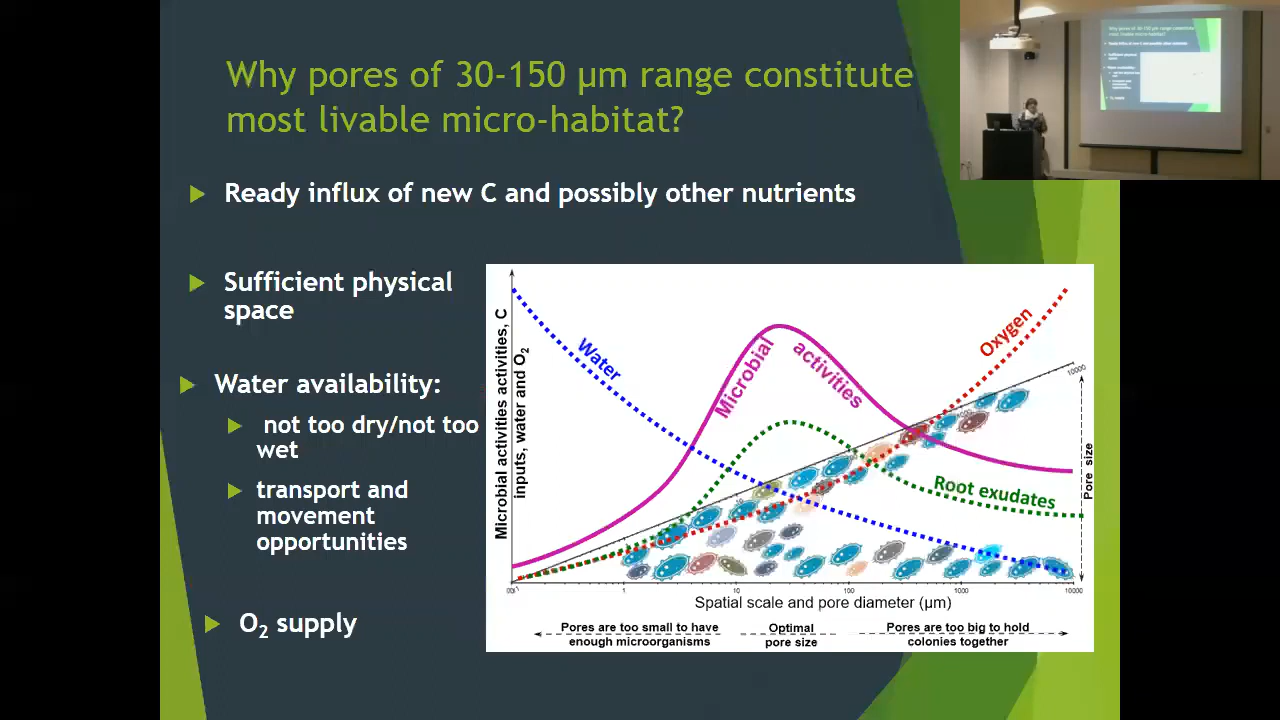 Why pores of 30-150 µm range constitute
most livable micro-habitat?
Ready influx of new C and possibly other nutrients
Sufficient physical
space
Water availability:
not too dry/not too
wet
transport and
movement
opportunities
O2 supply
Microbial activities activities, C
inputs, water and O2
Water
Microbial
activities
Oxygen
Root exudates
Pore size
10000
1000
1
10
100
1000
10000
Spatial scale and pore diameter (µm)
Pores are too small to have
enough microorganisms
Optimal
pore size
Pores are too big to hold
colonies together